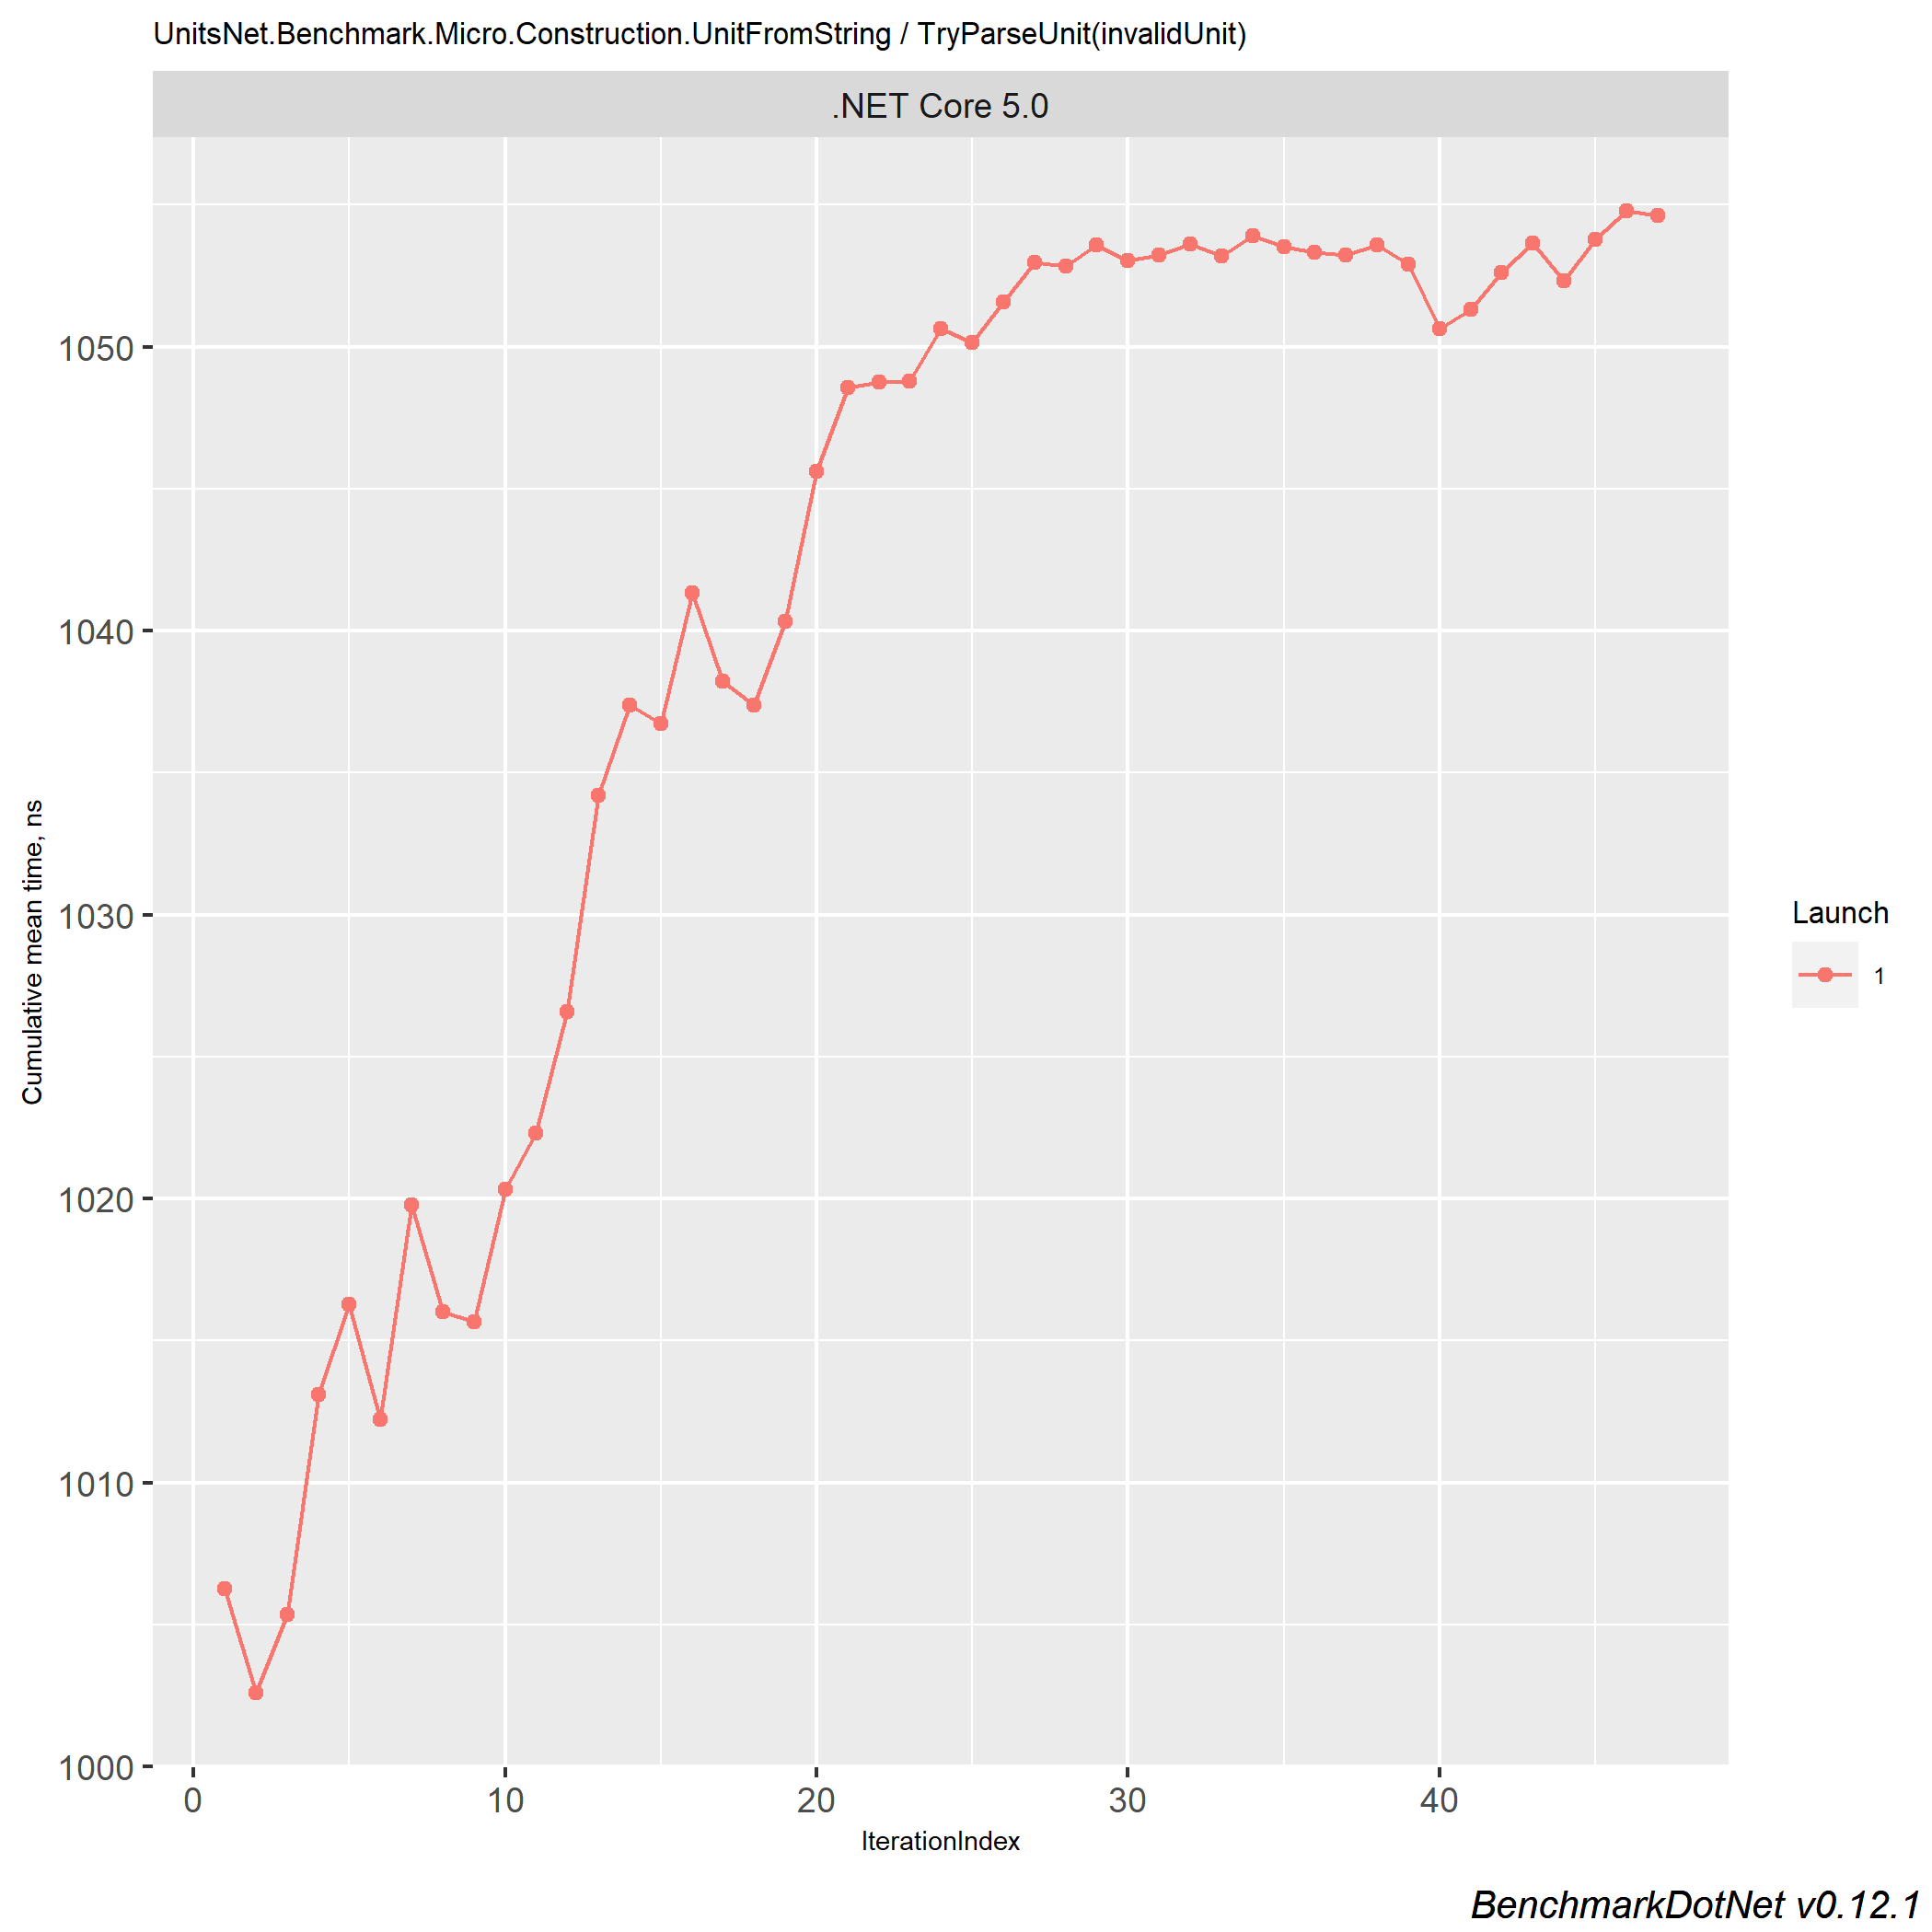 UnitsNet.Benchmark.Micro.Construction.UnitFromString / TryParseUnit(invalidUnit)
.NET Core 5.0
Cumulative mean time, ns
1050
1040
1030
1020
1010
1000
0 10 20 30 40
IterationIndex
Launch
1
BenchmarkDotNet v0.12.1